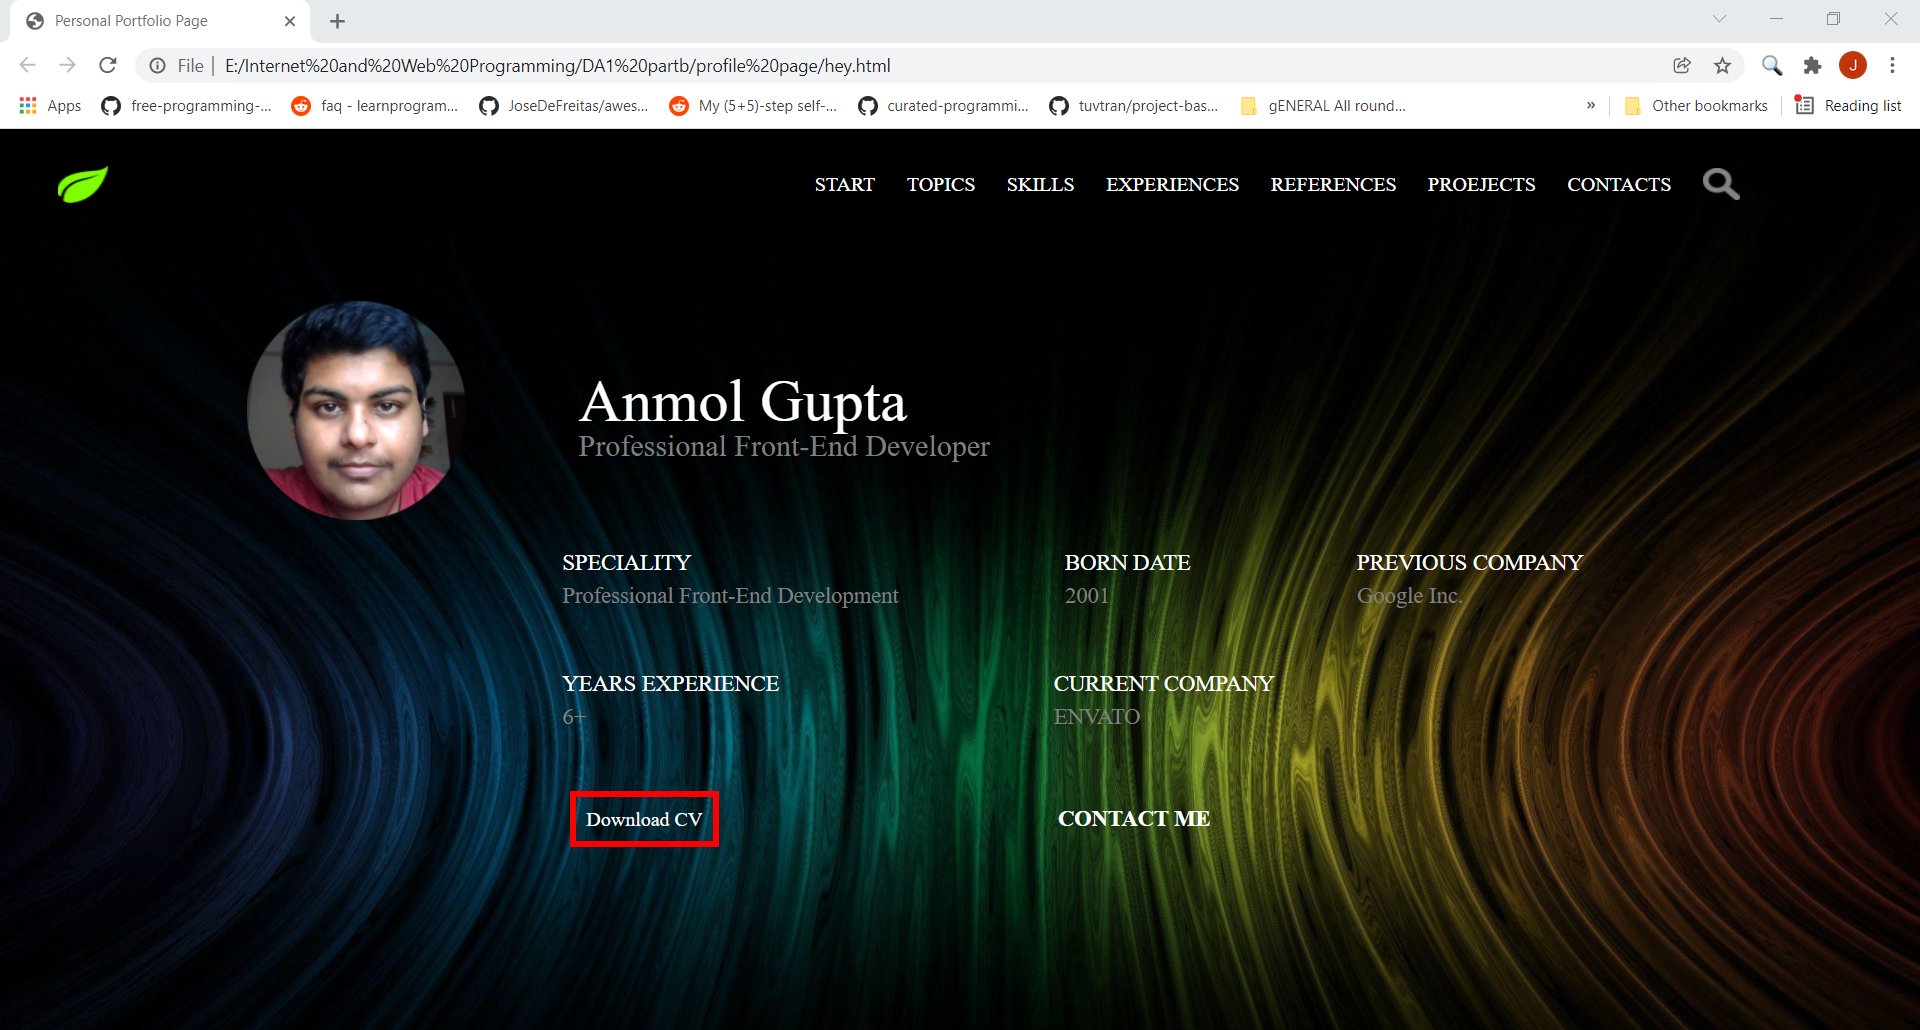 Personal Portfolio Page
File | E:/Internet%20and%20Web%20Programming/DA1%20partb/profile%20page/hey.html
J
Apps free-programming-... faq - learnprogram... JoseDeFreitas/awes... My (5+5)-step self-... curated-programmi... tuvtran/project-bas... gENERAL All round... » Other bookmarks Reading list
START TOPICS SKILLS EXPERIENCES REFERENCES PROEJECTS CONTACTS
Anmol Gupta
Professional Front-End Developer
SPECIALITY BORN DATE PREVIOUS COMPANY
Professional Front-End Development 2001 Google Inc.
YEARS EXPERIENCE CURRENT COMPANY
6+ ENVATO
Download CV CONTACT ME